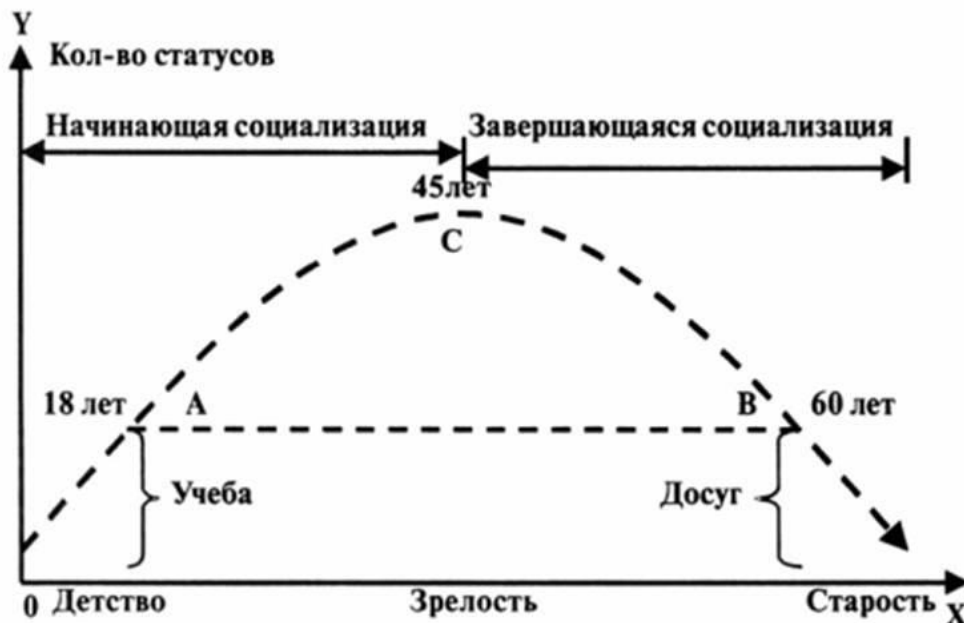 Y
Кол-во статусов
Начинающая социализация
Завершающаяся социализация
45лет
C
18 лет
A
B
60 лет
Учеба
Досуг
0 Детство
Зрелость
Старость
X